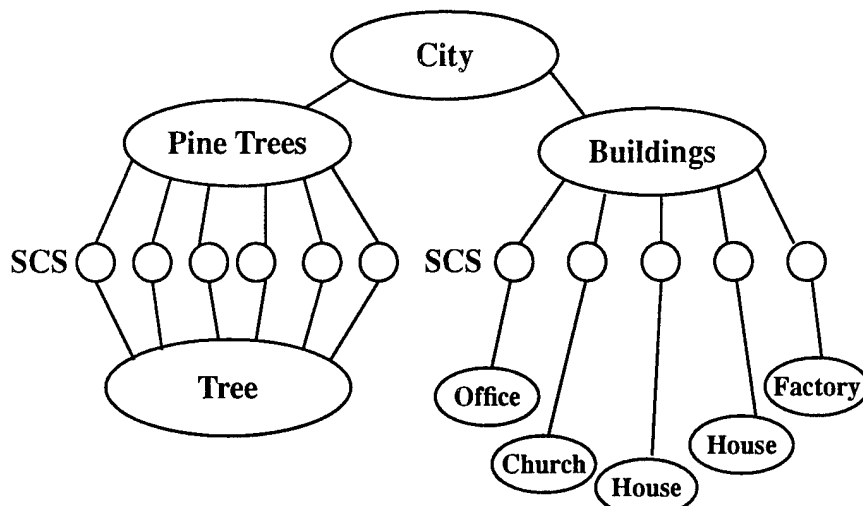 City
Pine Trees
Buildings
SCS
SCS
Tree
Office
Factory
Church
House
House